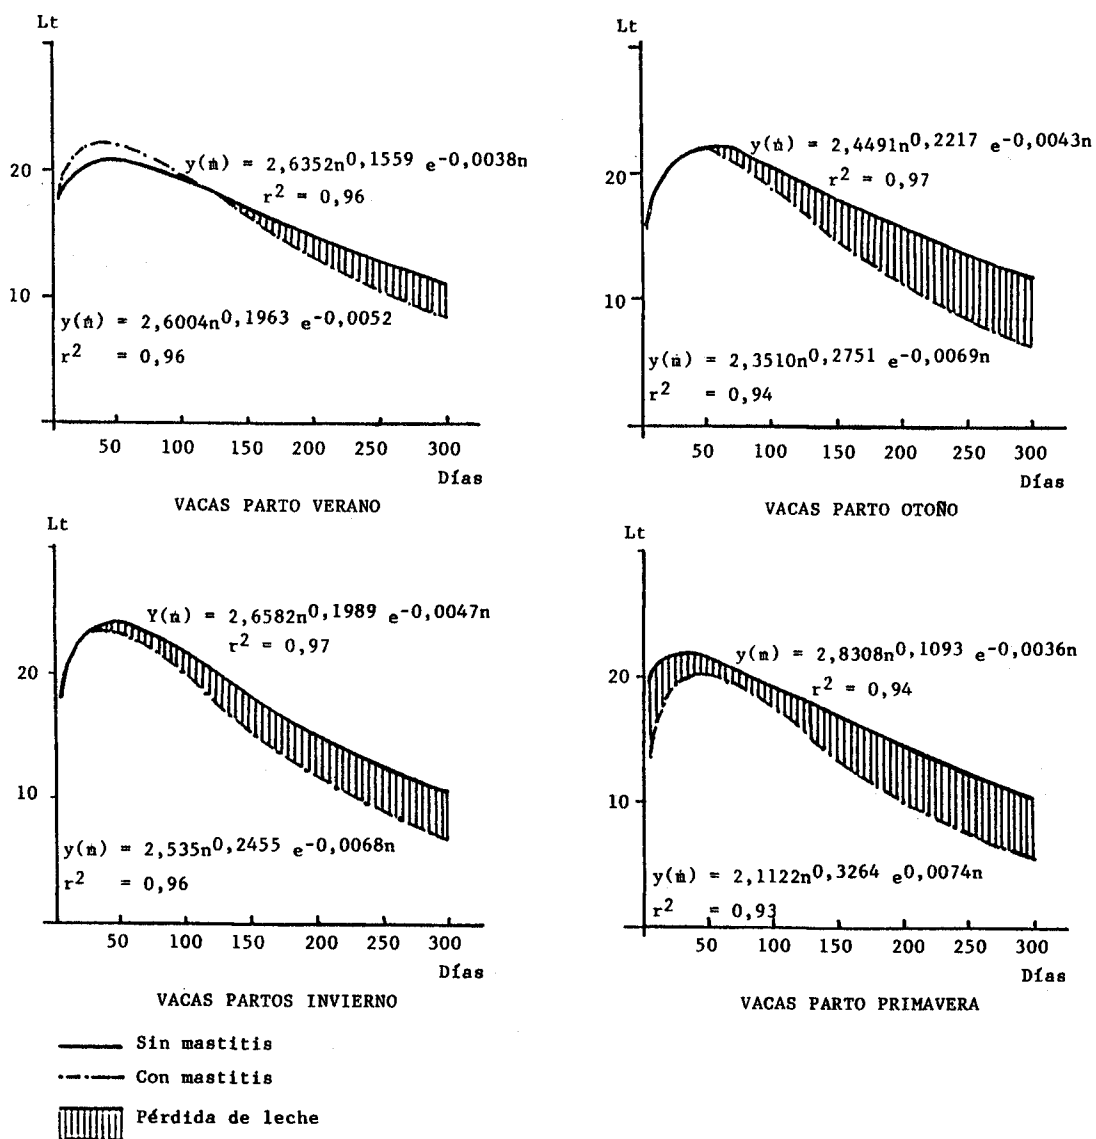 Lt
20
10
y(n) = 2,6352n0,1559 e-0,0038n
r2 = 0,96
y(n) = 2,6004n0,1963 e-0,0052
r2 = 0,96
50 100 150 200 250 300
Días
VACAS PARTO VERANO
Lt
20
10
y(n) = 2,4491n0,2217 e-0,0043n
r2 = 0,97
y(n) = 2,3510n0,2751 e-0,0069n
r2 = 0,94
50 100 150 200 250 300
Días
VACAS PARTO OTOÑO
Lt
20
10
Y(n) = 2,6582n0,1989 e-0,0047n
r2 = 0,97
y(n) = 2,535n0,2455 e-0,0068n
r2 = 0,96
50 100 150 200 250 300
Días
VACAS PARTOS INVIERNO
Lt
20
10
y(n) = 2,8308n0,1093 e-0,0036n
r2 = 0,94
y(n) = 2,1122n0,3264 e0,0074n
r2 = 0,93
50 100 150 200 250 300
Días
VACAS PARTO PRIMAVERA
Sin mastitis
Con mastitis
Pérdida de leche